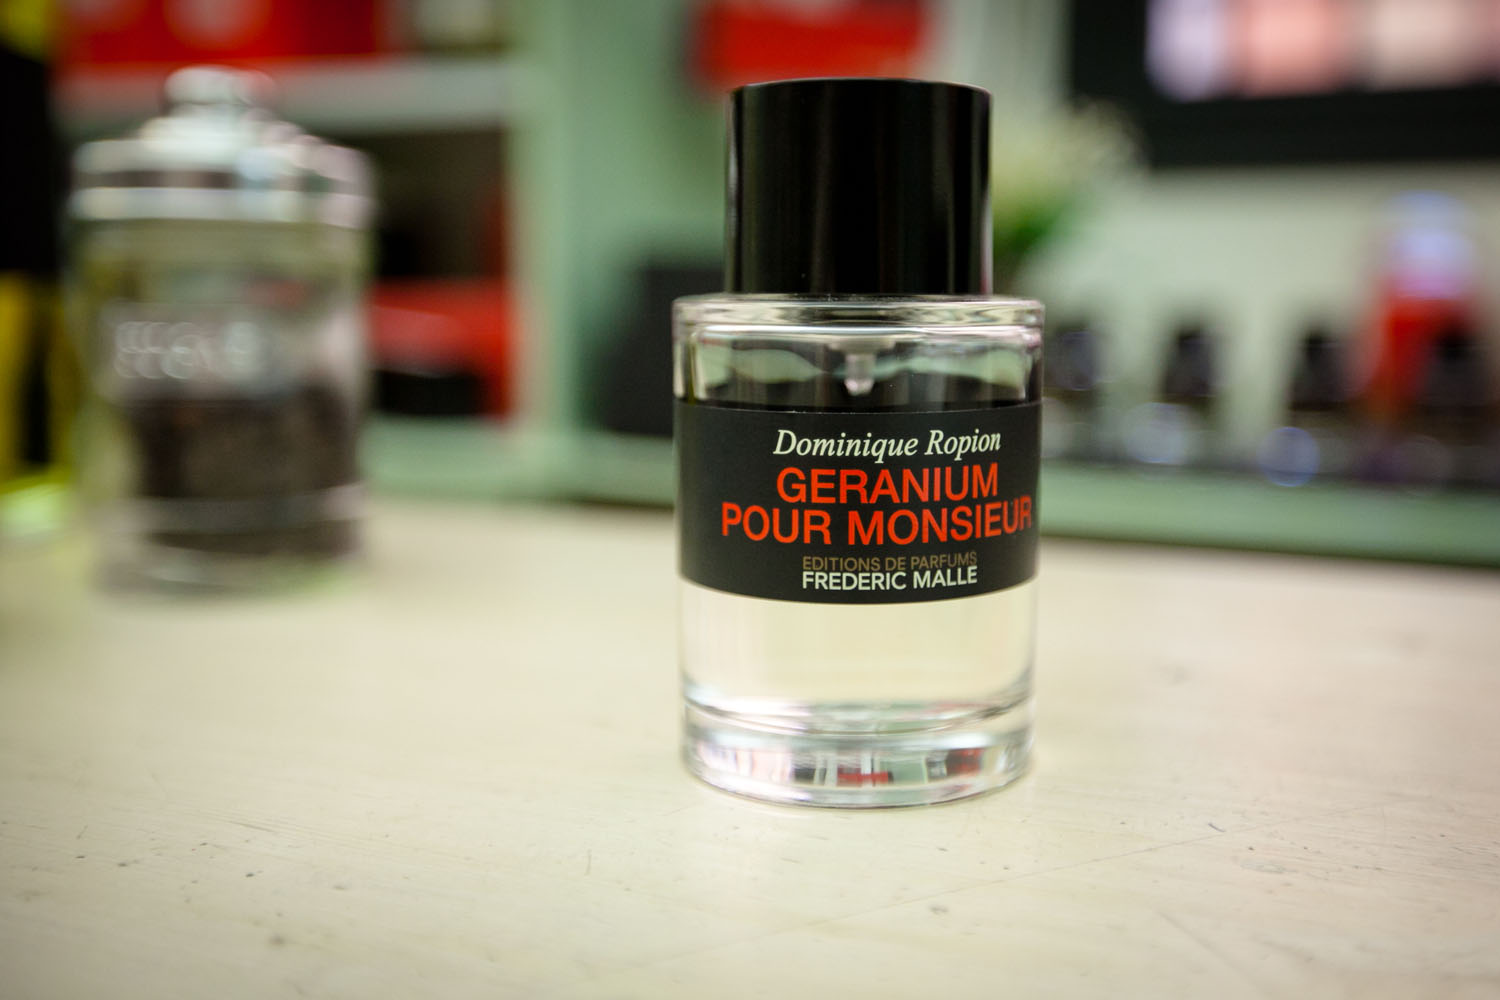 Dominique Ropion
GERANIUM
POUR MONSIEUR
EDITIONS DE PARFUMS
FREDERIC MALLE